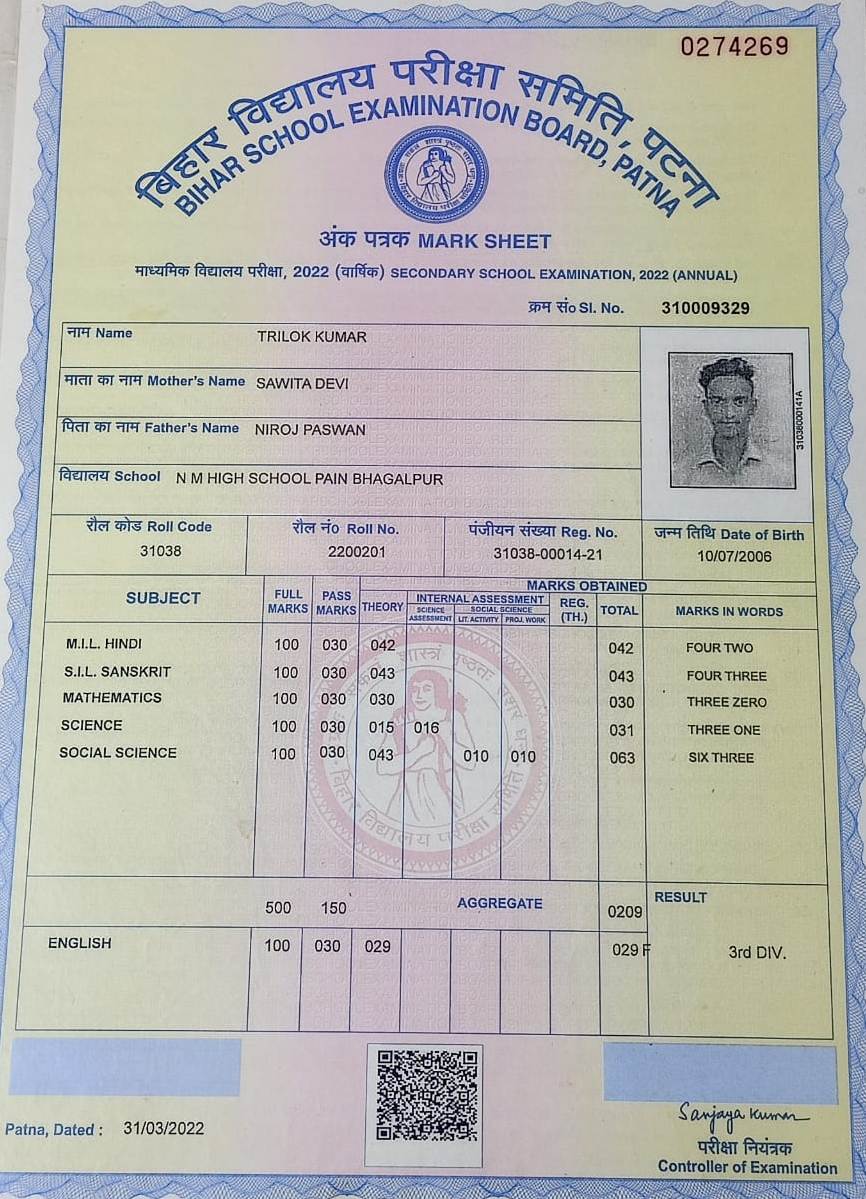 0274269
बिहार विद्यालय परीक्षा समिति, पटना
BIHAR SCHOOL EXAMINATION BOARD, PATNA
अंक पत्रक MARK SHEET
माध्यमिक विद्यालय परीक्षा, 2022 (वार्षिक) SECONDARY SCHOOL EXAMINATION, 2022 (ANNUAL)
क्रम सं० Sl. No. 310009329
नाम Name TRILOK KUMAR
माता का नाम Mother's Name SAWITA DEVI
पिता का नाम Father's Name NIROJ PASWAN
विद्यालय School N M HIGH SCHOOL PAIN BHAGALPUR
31038000141A
रौल कोड Roll Code रौल नं० Roll No. पंजीयन संख्या Reg. No. जन्म तिथि Date of Birth
31038 2200201 31038-00014-21 10/07/2006
SUBJECT FULL MARKS PASS MARKS MARKS OBTAINED
THEORY INTERNAL ASSESSMENT REG. (TH.) TOTAL MARKS IN WORDS
SCIENCE ASSESSMENT SOCIAL SCIENCE LIT. ACTIVITY PROJ. WORK
M.I.L. HINDI 100 030 042 042 FOUR TWO
S.I.L. SANSKRIT 100 030 043 043 FOUR THREE
MATHEMATICS 100 030 030 030 THREE ZERO
SCIENCE 100 030 015 016 031 THREE ONE
SOCIAL SCIENCE 100 030 043 010 010 063 SIX THREE
बिहार विद्यालय परीक्षा समिति
500 150 AGGREGATE 0209 RESULT
ENGLISH 100 030 029 029 F 3rd DIV.
Patna, Dated : 31/03/2022
Sanjaya Kumar
परीक्षा नियंत्रक
Controller of Examination